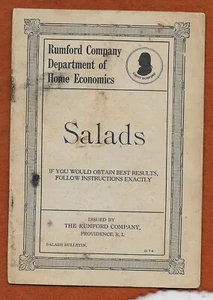 Rumford Company
Department of
Home Economics
Salads
IF YOU WOULD OBTAIN BEST RESULTS,
FOLLOW INSTRUCTIONS EXACTLY
ISSUED BY
THE RUMFORD COMPANY,
PROVIDENCE, R. I.
SALADS BULLETIN.